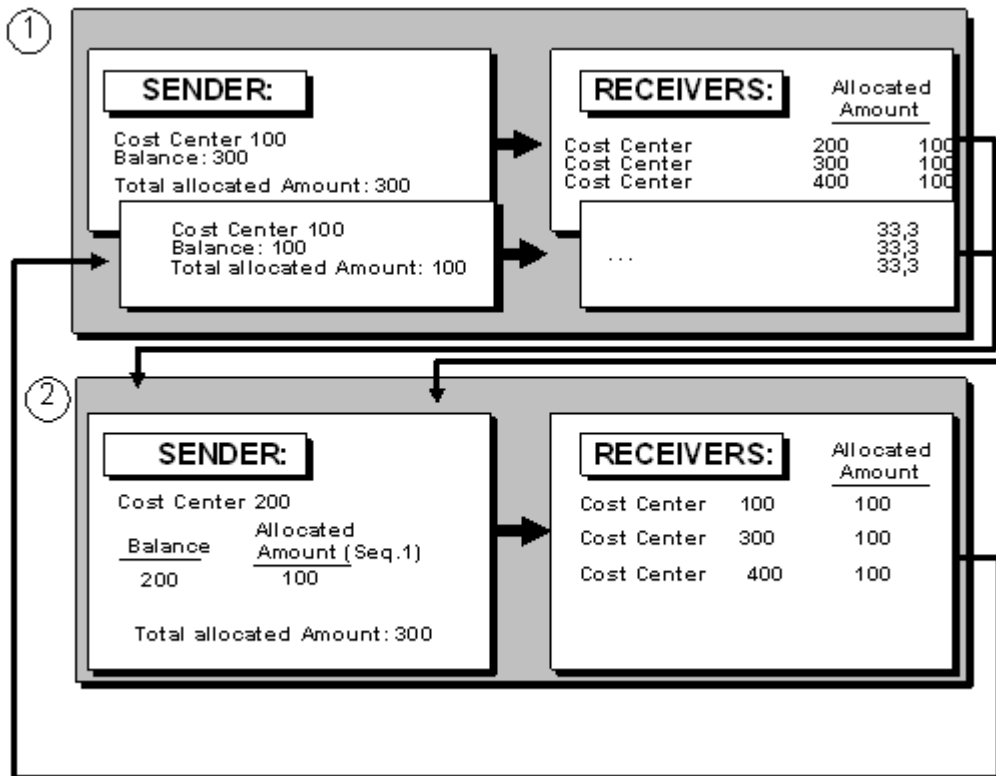 1
SENDER:
Cost Center 100
Balance: 300
Total allocated Amount: 300
RECEIVERS:
Allocated
Amount
Cost Center 200 100
Cost Center 300 100
Cost Center 400 100
Cost Center 100
Balance: 100
Total allocated Amount: 100
...
33,3
33,3
33,3
2
SENDER:
Cost Center 200
Balance
200
Allocated
Amount (Seq.1)
100
Total allocated Amount: 300
RECEIVERS:
Allocated
Amount
Cost Center 100 100
Cost Center 300 100
Cost Center 400 100